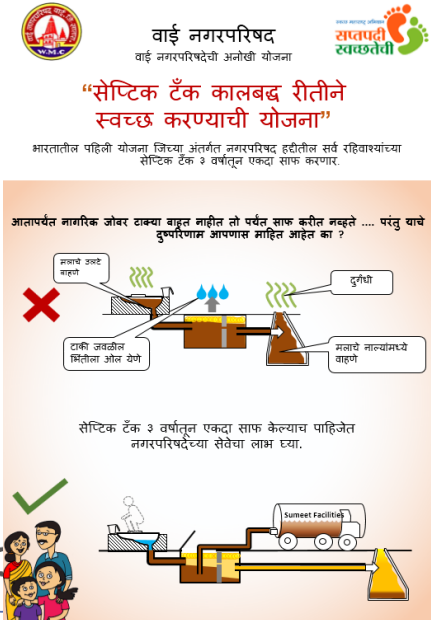 वाई नगरपरिषद
वाई नगरपरिषदेची अनोखी योजना
W.M.C
सप्तपदी
स्वच्छतेची
“सेप्टिक टँक कालबद्ध रीतीने
स्वच्छ करण्याची योजना”
भारतातील पहिली योजना जिच्या अंतर्गत नगरपरिषद हद्दीतील सर्व रहिवाश्यांच्या
सेप्टिक टँक ३ वर्षातून एकदा साफ करणार.
आतापर्यंत नागरिक जोवर टाक्या वाहत नाहीत तो पर्यंत साफ करीत नव्हते .... परंतु याचे
दुष्परिणाम आपणास माहित आहेत का ?
मलाचे उलटे
वाहणे
दुर्गंधी
टाकी जवळील
भिंतीला ओल येणे
मलाचे नाल्यांमध्ये
वाहणे
सेप्टिक टँक ३ वर्षातून एकदा साफ केल्याच पाहिजेत
नगरपरिषदेच्या सेवेचा लाभ घ्या.
Sumeet Facilities